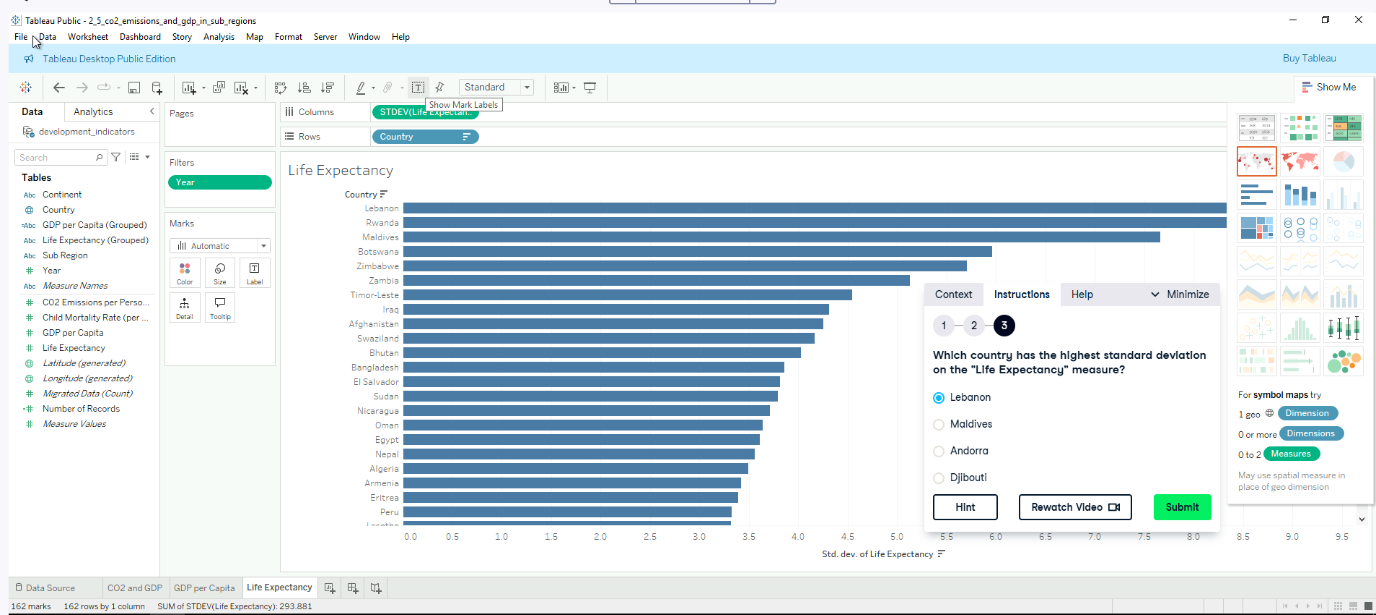 Tableau Public - 2_5_co2_emissions_and_gdp_in_sub_regions
File Data Worksheet Dashboard Story Analysis Map Format Server Window Help
Tableau Desktop Public Edition
Buy Tableau
Standard
Show Me
Show Mark Labels
Data
Analytics
development_indicators
Search
Tables
Abc Continent
Country
=Abc GDP per Capita (Grouped)
Abc Life Expectancy (Grouped)
Abc Sub Region
Year
Abc Measure Names
CO2 Emissions per Perso...
Child Mortality Rate (per ...
GDP per Capita
Life Expectancy
Latitude (generated)
Longitude (generated)
Migrated Data (Count)
Number of Records
Measure Values
Pages
Filters
Year
Marks
Automatic
Color
Size
Label
Detail
Tooltip
Columns
STDEV(Life Expectan..
Rows
Country
Life Expectancy
Country
Lebanon
Rwanda
Maldives
Botswana
Zimbabwe
Zambia
Timor-Leste
Iraq
Afghanistan
Swaziland
Bhutan
Bangladesh
El Salvador
Sudan
Nicaragua
Oman
Egypt
Nepal
Algeria
Armenia
Eritrea
Peru
Lesotho
0.0 0.5 1.0 1.5 2.0 2.5 3.0 3.5 4.0 4.5 5.0 5.5 6.0 6.5 7.0 7.5 8.0 8.5 9.0 9.5
Std. dev. of Life Expectancy
Context
Instructions
Help
Minimize
1
2
3
Which country has the highest standard deviation
on the "Life Expectancy" measure?
Lebanon
Maldives
Andorra
Djibouti
Hint
Rewatch Video
Submit
For symbol maps try
1 geo Dimension
0 or more Dimensions
0 to 2 Measures
May use spatial measure in
place of geo dimension
Data Source
CO2 and GDP
GDP per Capita
Life Expectancy
162 marks 162 rows by 1 column SUM of STDEV(Life Expectancy): 293.881